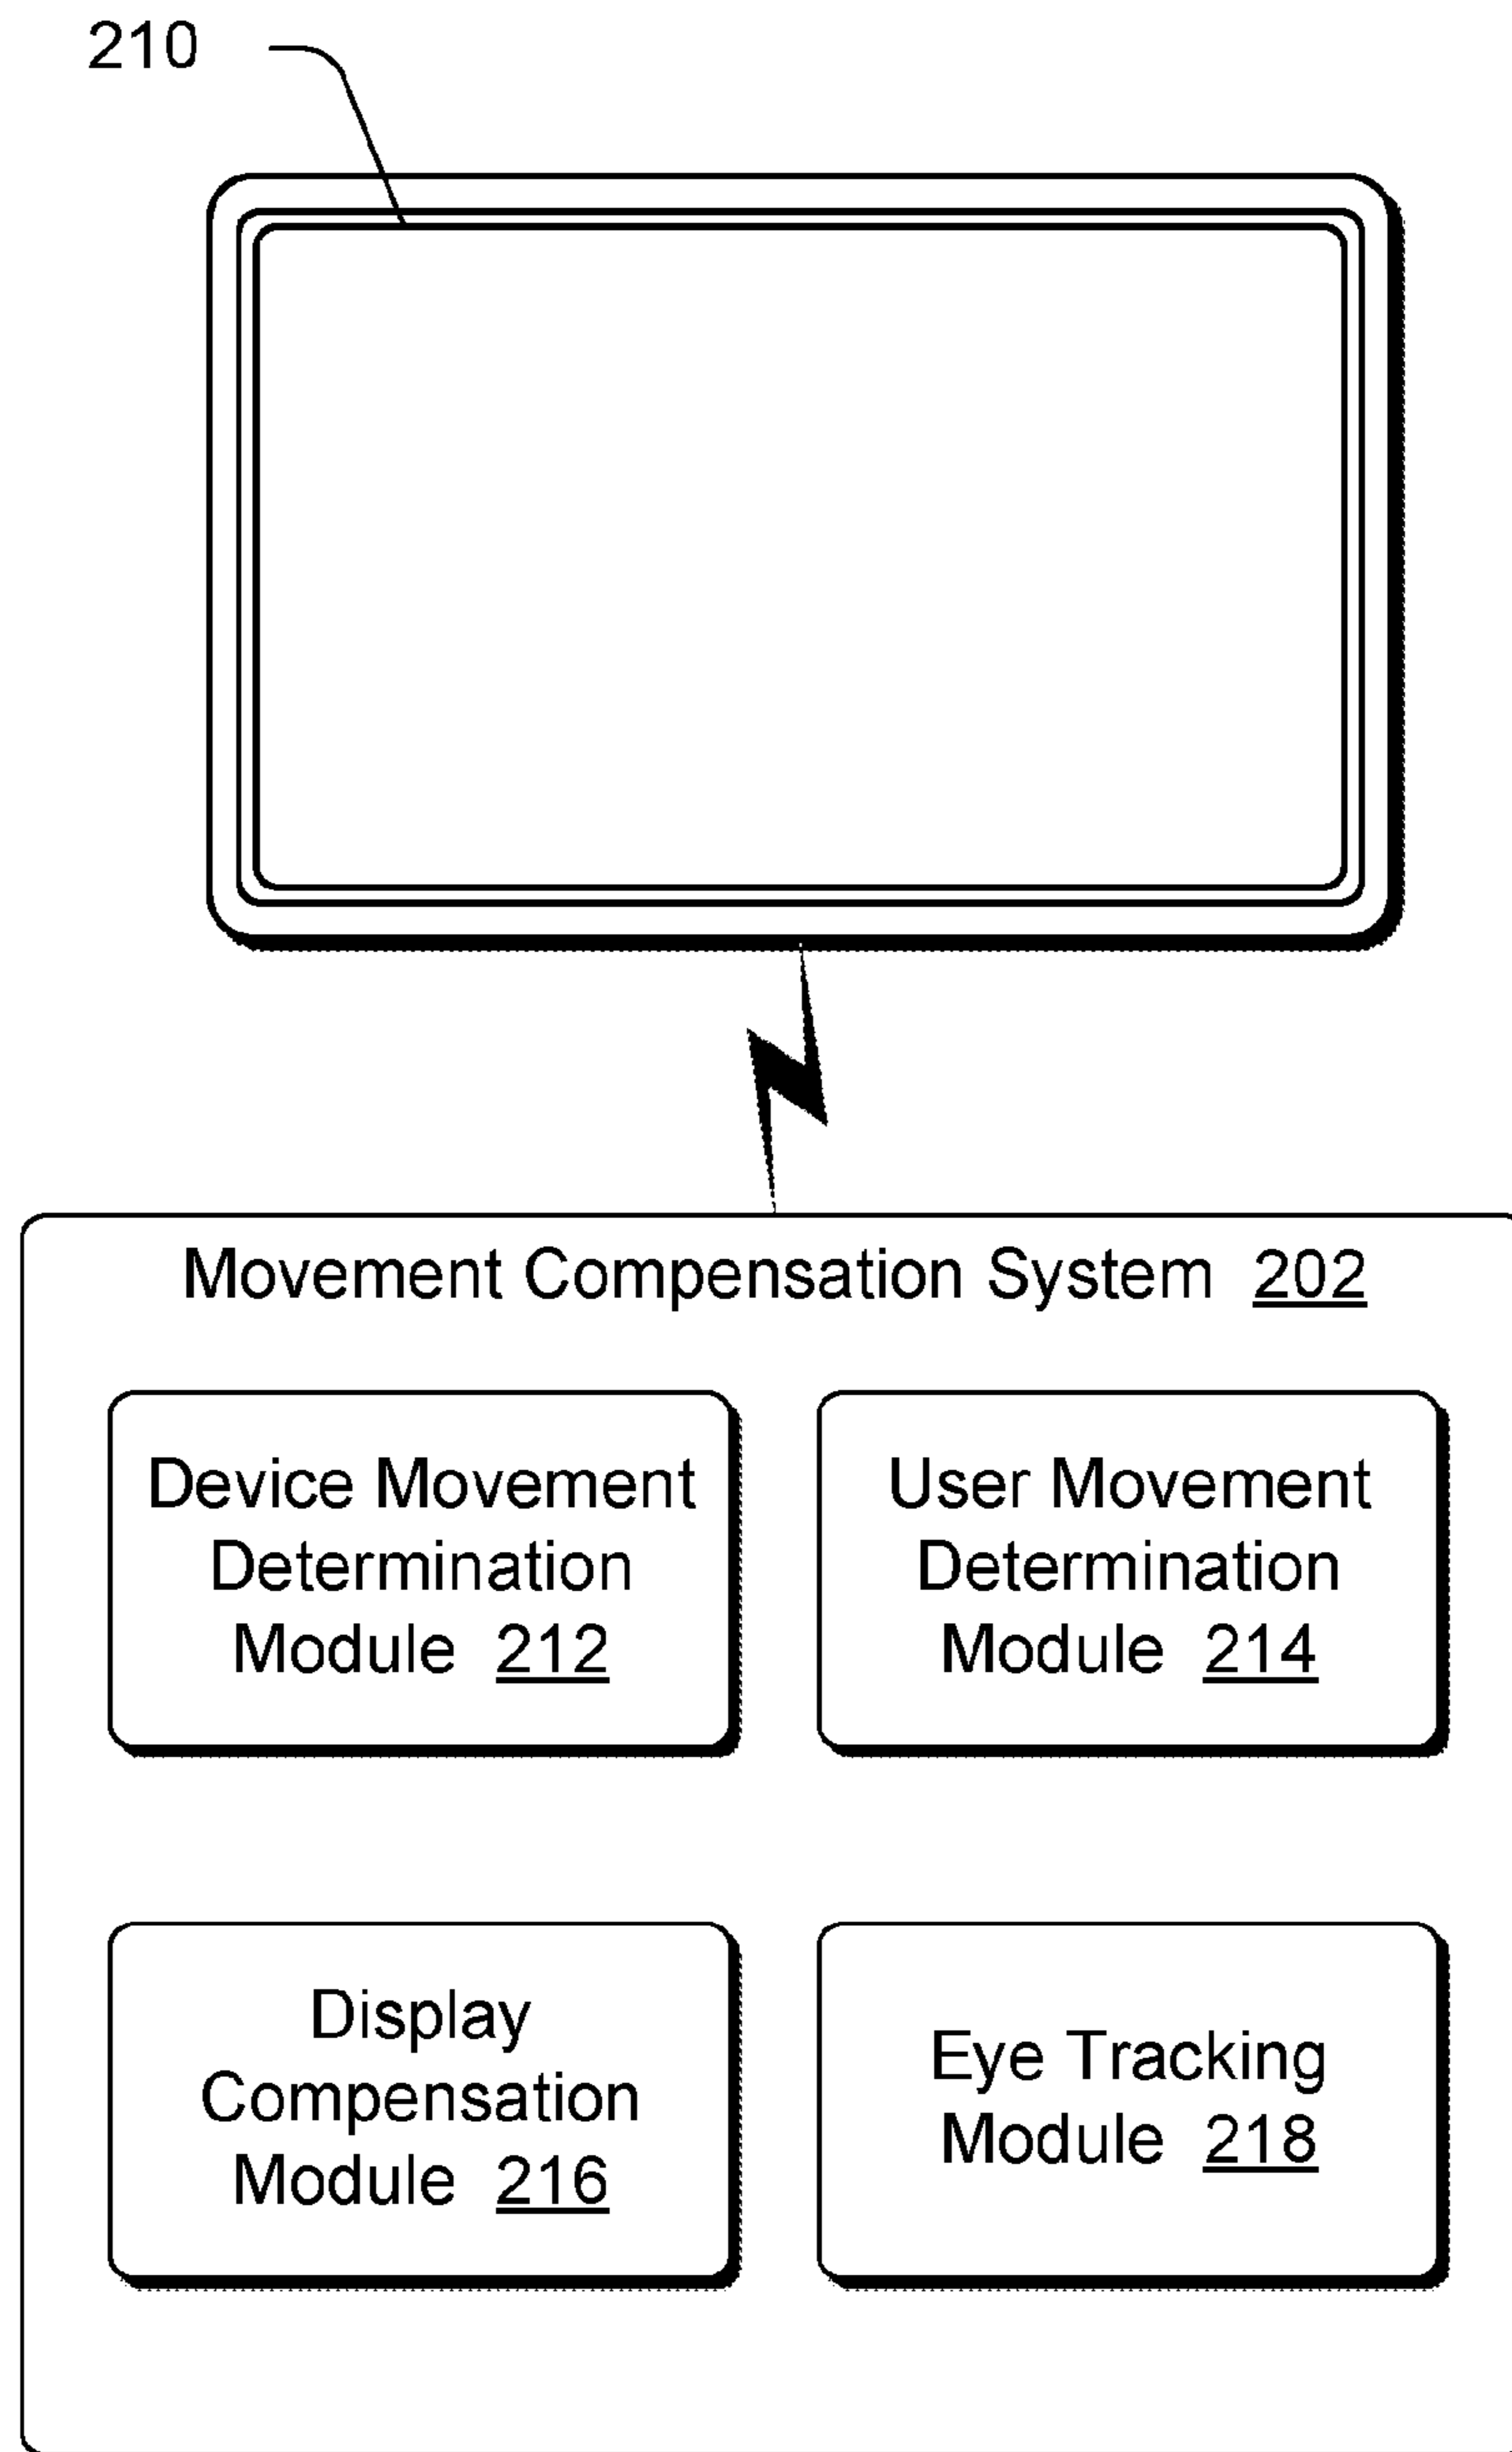 210
Movement Compensation System 202
Device Movement
Determination
Module 212
User Movement
Determination
Module 214
Display
Compensation
Module 216
Eye Tracking
Module 218